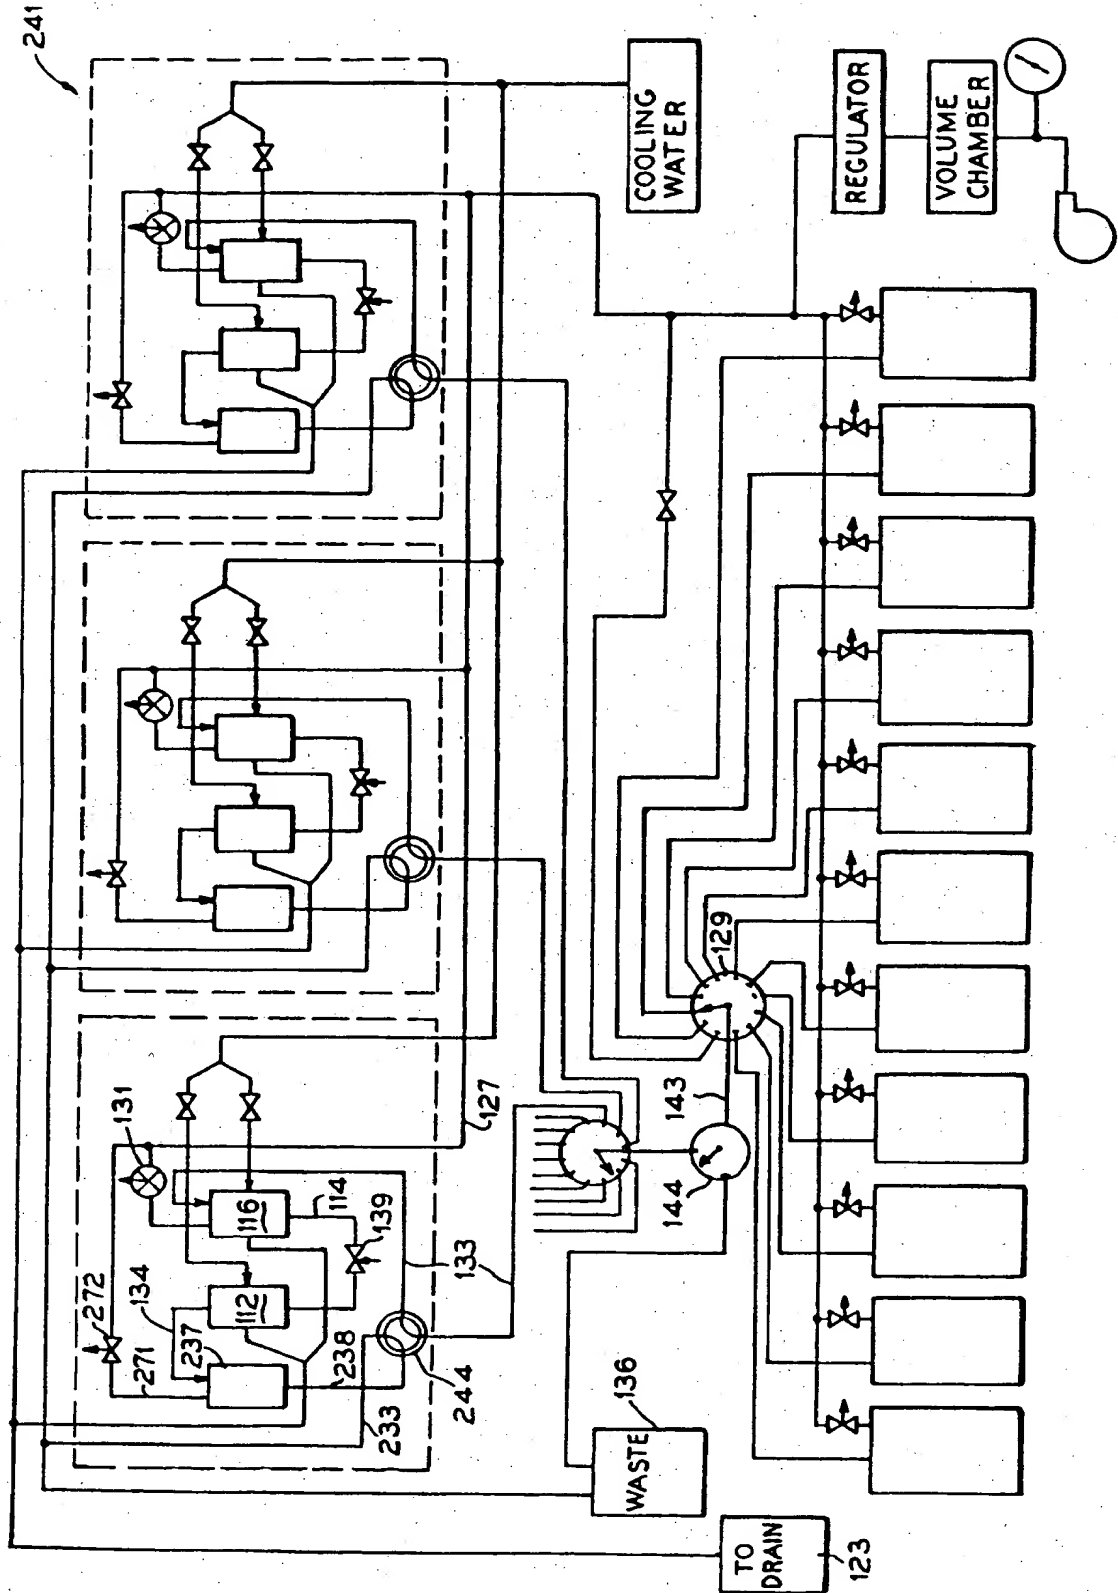 241
COOLING
WATER
REGULATOR
VOLUME
CHAMBER
131
272
134
237
271
116
112
114
139
133
127
238
233
244
129
143
144
WASTE
136
TO
DRAIN
123